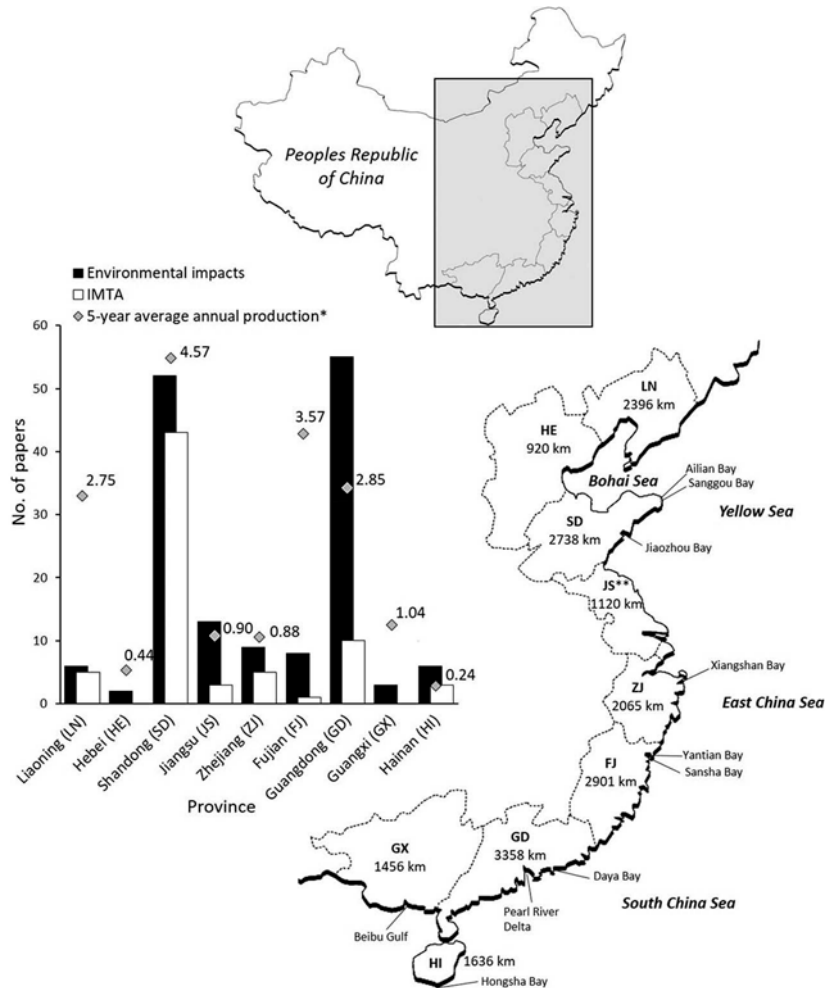 Peoples Republic
of China
Environmental impacts
IMTA
5-year average annual production*
60
50
40
30
20
10
0
No. of papers
2.75
0.44
4.57
0.90
0.88
3.57
2.85
1.04
0.24
Liaoning (LN)
Hebei (HE)
Shandong (SD)
Jiangsu (JS)
Zhejiang (ZJ)
Fujian (FJ)
Guangdong (GD)
Guangxi (GX)
Hainan (HI)
Province
LN
2396 km
HE
920 km
Bohai Sea
Ailian Bay
Sanggou Bay
Yellow Sea
SD
2738 km
Jiaozhou Bay
JS**
1120 km
Xiangshan Bay
ZJ
2065 km
East China Sea
Yantian Bay
Sansha Bay
FJ
2901 km
GX
1456 km
GD
3358 km
Daya Bay
South China Sea
Pearl River
Delta
Beibu Gulf
HI
1636 km
Hongsha Bay